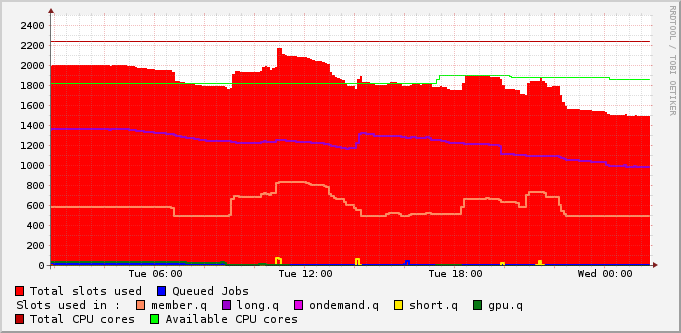 2400
2200
2000
1800
1600
1400
1200
1000
800
600
400
200
0
Tue 06:00 Tue 12:00 Tue 18:00 Wed 00:00
Total slots used Queued Jobs
Slots used in : member.q long.q ondemand.q short.q gpu.q
Total CPU cores Available CPU cores
RRDTOOL / TOBI OETIKER